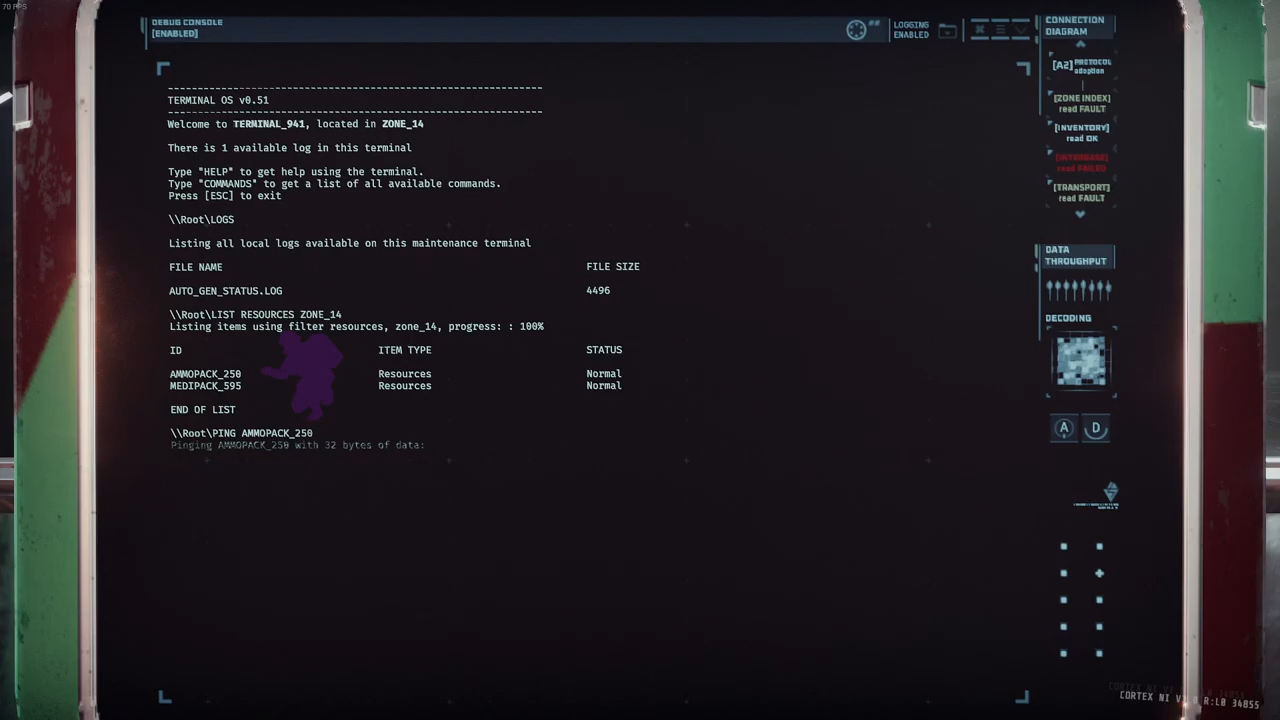 70 FPS
DEBUG CONSOLE
[ENABLED]
LOGGING
ENABLED
--------------------------------------------------------------
TERMINAL OS v0.51
--------------------------------------------------------------
Welcome to TERMINAL_941, located in ZONE_14
There is 1 available log in this terminal
Type "HELP" to get help using the terminal.
Type "COMMANDS" to get a list of all available commands.
Press [ESC] to exit
\\Root\LOGS
Listing all local logs available on this maintenance terminal
FILE NAME FILE SIZE
AUTO_GEN_STATUS.LOG 4496
\\Root\LIST RESOURCES ZONE_14
Listing items using filter resources, zone_14, progress: : 100%
ID ITEM TYPE STATUS
AMMOPACK_250 Resources Normal
MEDIPACK_595 Resources Normal
END OF LIST
\\Root\PING AMMOPACK_250
Pinging AMMOPACK_250 with 32 bytes of data:
CONNECTION
DIAGRAM
[A2] PROTOCOL
adaption
[ZONE INDEX]
read FAULT
[INVENTORY]
read OK
read FAILED
[TRANSPORT]
read FAULT
DATA
THROUGHPUT
DECODING
A D
CORTEX NI R:L0 34855